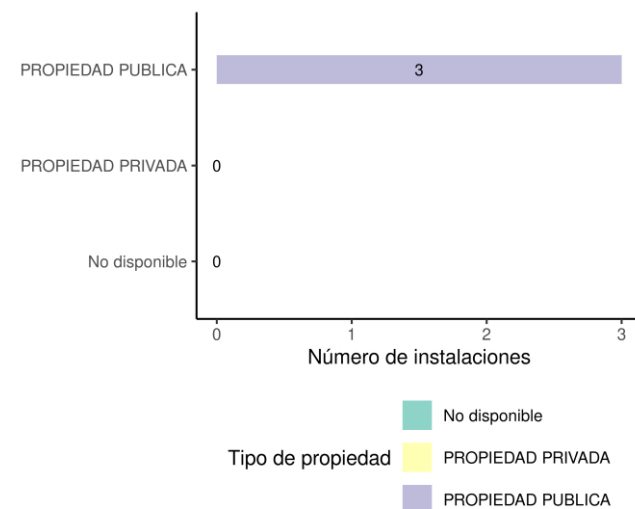 PROPIEDAD PUBLICA
3
PROPIEDAD PRIVADA
0
No disponible
0
0 1 2 3
Número de instalaciones
Tipo de propiedad
No disponible
PROPIEDAD PRIVADA
PROPIEDAD PUBLICA